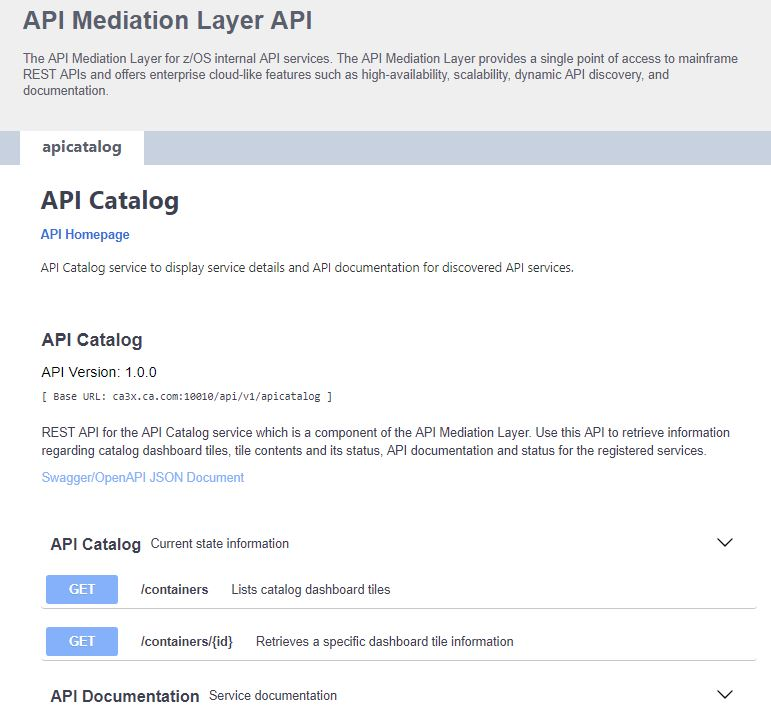 API Mediation Layer API
The API Mediation Layer for z/OS internal API services. The API Mediation Layer provides a single point of access to mainframe
REST APIs and offers enterprise cloud-like features such as high-availability, scalability, dynamic API discovery, and
documentation.
apicatalog
API Catalog
API Homepage
API Catalog service to display service details and API documentation for discovered API services.
API Catalog
API Version: 1.0.0
[ Base URL: ca3x.ca.com:10010/api/v1/apicatalog ]
REST API for the API Catalog service which is a component of the API Mediation Layer. Use this API to retrieve information
regarding catalog dashboard tiles, tile contents and its status, API documentation and status for the registered services.
Swagger/OpenAPI JSON Document
API Catalog Current state information
GET /containers Lists catalog dashboard tiles
GET /containers/{id} Retrieves a specific dashboard tile information
API Documentation Service documentation